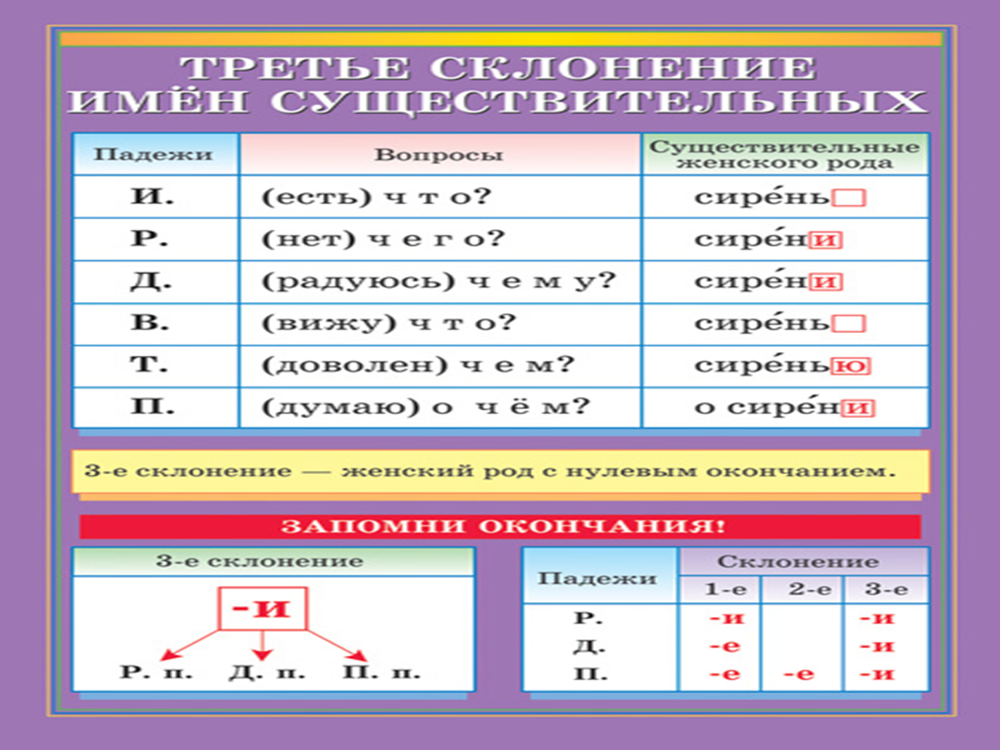 ТРЕТЬЕ СКЛОНЕНИЕ
ИМЁН СУЩЕСТВИТЕЛЬНЫХ
Падежи Вопросы Существительные женского рода
И. (есть) ч т о? сире́нь
Р. (нет) ч е г о? сире́ни
Д. (радуюсь) ч е м у? сире́ни
В. (вижу) ч т о? сире́нь
Т. (доволен) ч е м? сире́нью
П. (думаю) о ч ё м? о сире́ни
3-е склонение — женский род с нулевым окончанием.
ЗАПОМНИ ОКОНЧАНИЯ!
3-е склонение
-и
Р. п. Д. п. П. п.
Падежи Склонение
1-е 2-е 3-е
Р. -и -и
Д. -е -и
П. -е -е -и